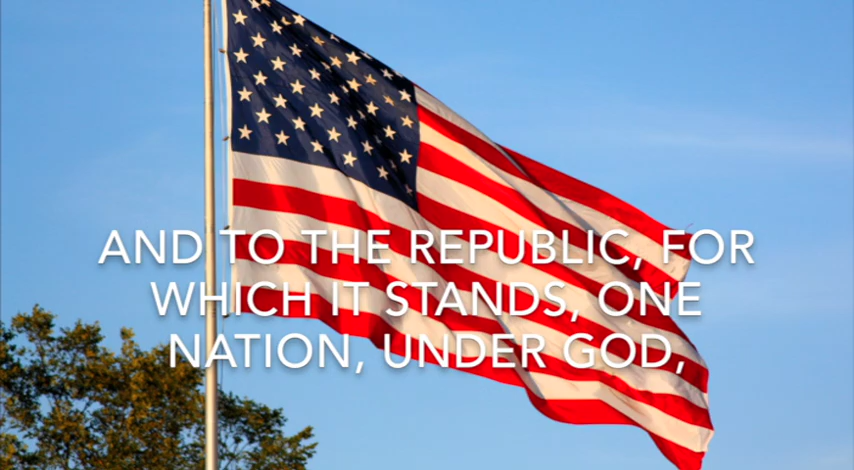 AND TO THE REPUBLIC, FOR
WHICH IT STANDS, ONE
NATION, UNDER GOD,